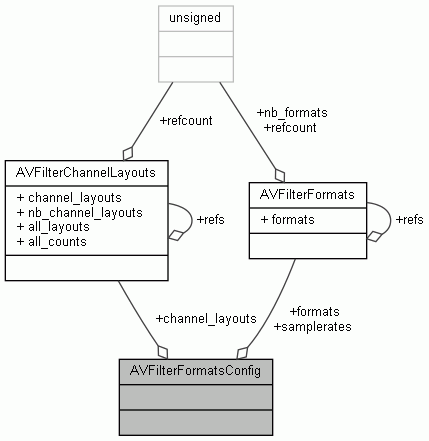 unsigned
+refcount
+nb_formats
+refcount
AVFilterChannelLayouts
+ channel_layouts
+ nb_channel_layouts
+ all_layouts
+ all_counts
+refs
AVFilterFormats
+ formats
+refs
+channel_layouts
+formats
+samplerates
AVFilterFormatsConfig